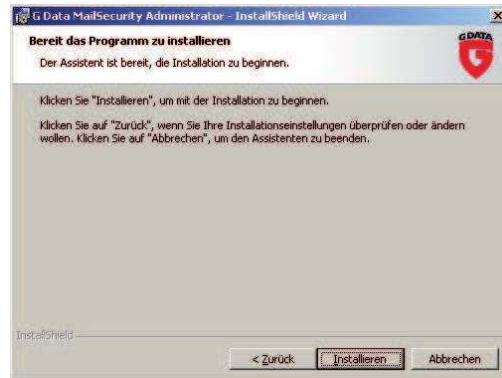 G Data MailSecurity Administrator - InstallShield Wizard
Bereit das Programm zu installieren
Der Assistent ist bereit, die Installation zu beginnen.
G DATA
Klicken Sie "Installieren", um mit der Installation zu beginnen.
Klicken Sie auf "Zurück", wenn Sie Ihre Installationseinstellungen überprüfen oder ändern
wollen. Klicken Sie auf "Abbrechen", um den Assistenten zu beenden.
InstallShield
< Zurück Installieren Abbrechen